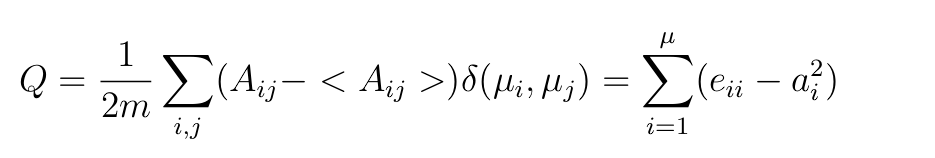 Q = \frac{1}{2m} \sum_{i,j} (A_{ij} - < A_{ij} >) \delta(\mu_i, \mu_j) = \sum_{i=1}^{\mu} (e_{ii} - a_i^2)